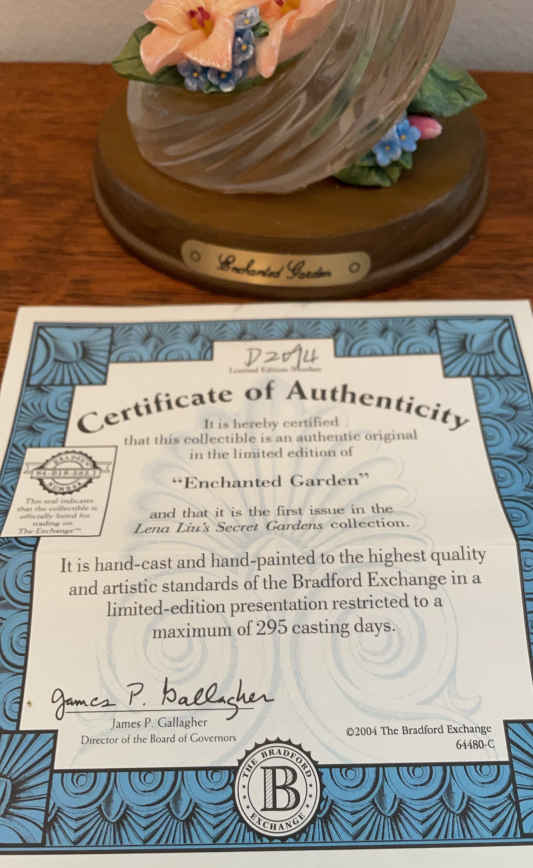 Enchanted Garden
D2094
Limited Edition Number
Certificate of Authenticity
It is hereby certified
that this collectible is an authentic original
in the limited edition of
“Enchanted Garden”
and that it is the first issue in the
Lena Liu's Secret Gardens collection.
BRADFORD
NUMBER
This seal indicates
that the collectible is
officially listed for
trading on
The Exchange™
It is hand-cast and hand-painted to the highest quality
and artistic standards of the Bradford Exchange in a
limited-edition presentation restricted to a
maximum of 295 casting days.
James P. Gallagher
James P. Gallagher
Director of the Board of Governors
©2004 The Bradford Exchange
64480-C
THE BRADFORD
B
EXCHANGE